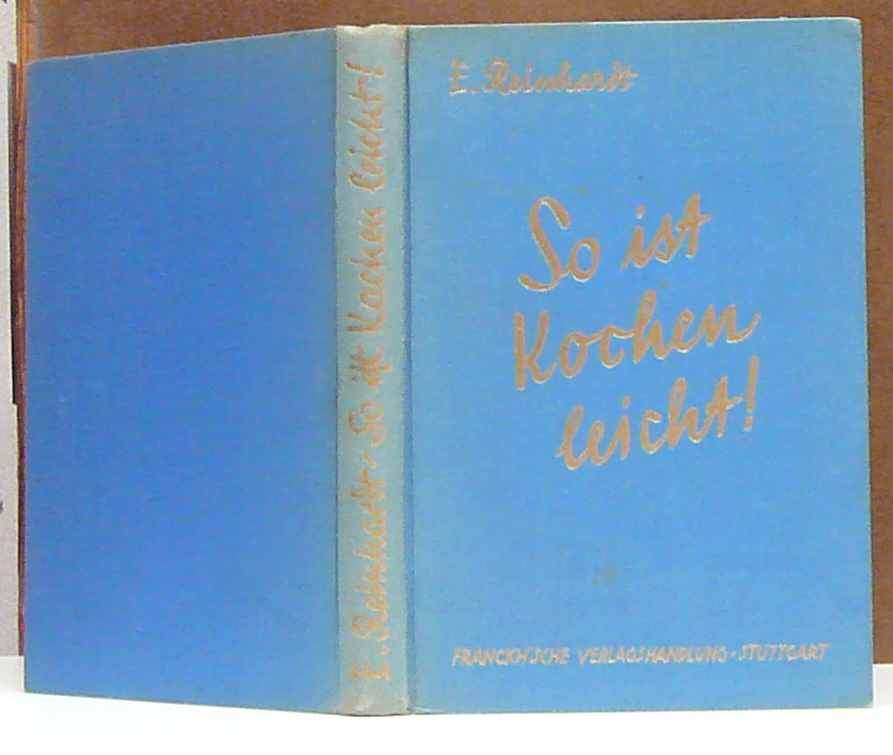 E. Reinhardt - So ist Kochen leicht!
E. Reinhardt
So ist
Kochen
leicht!
FRANCKH'SCHE VERLAGSHANDLUNG · STUTTGART